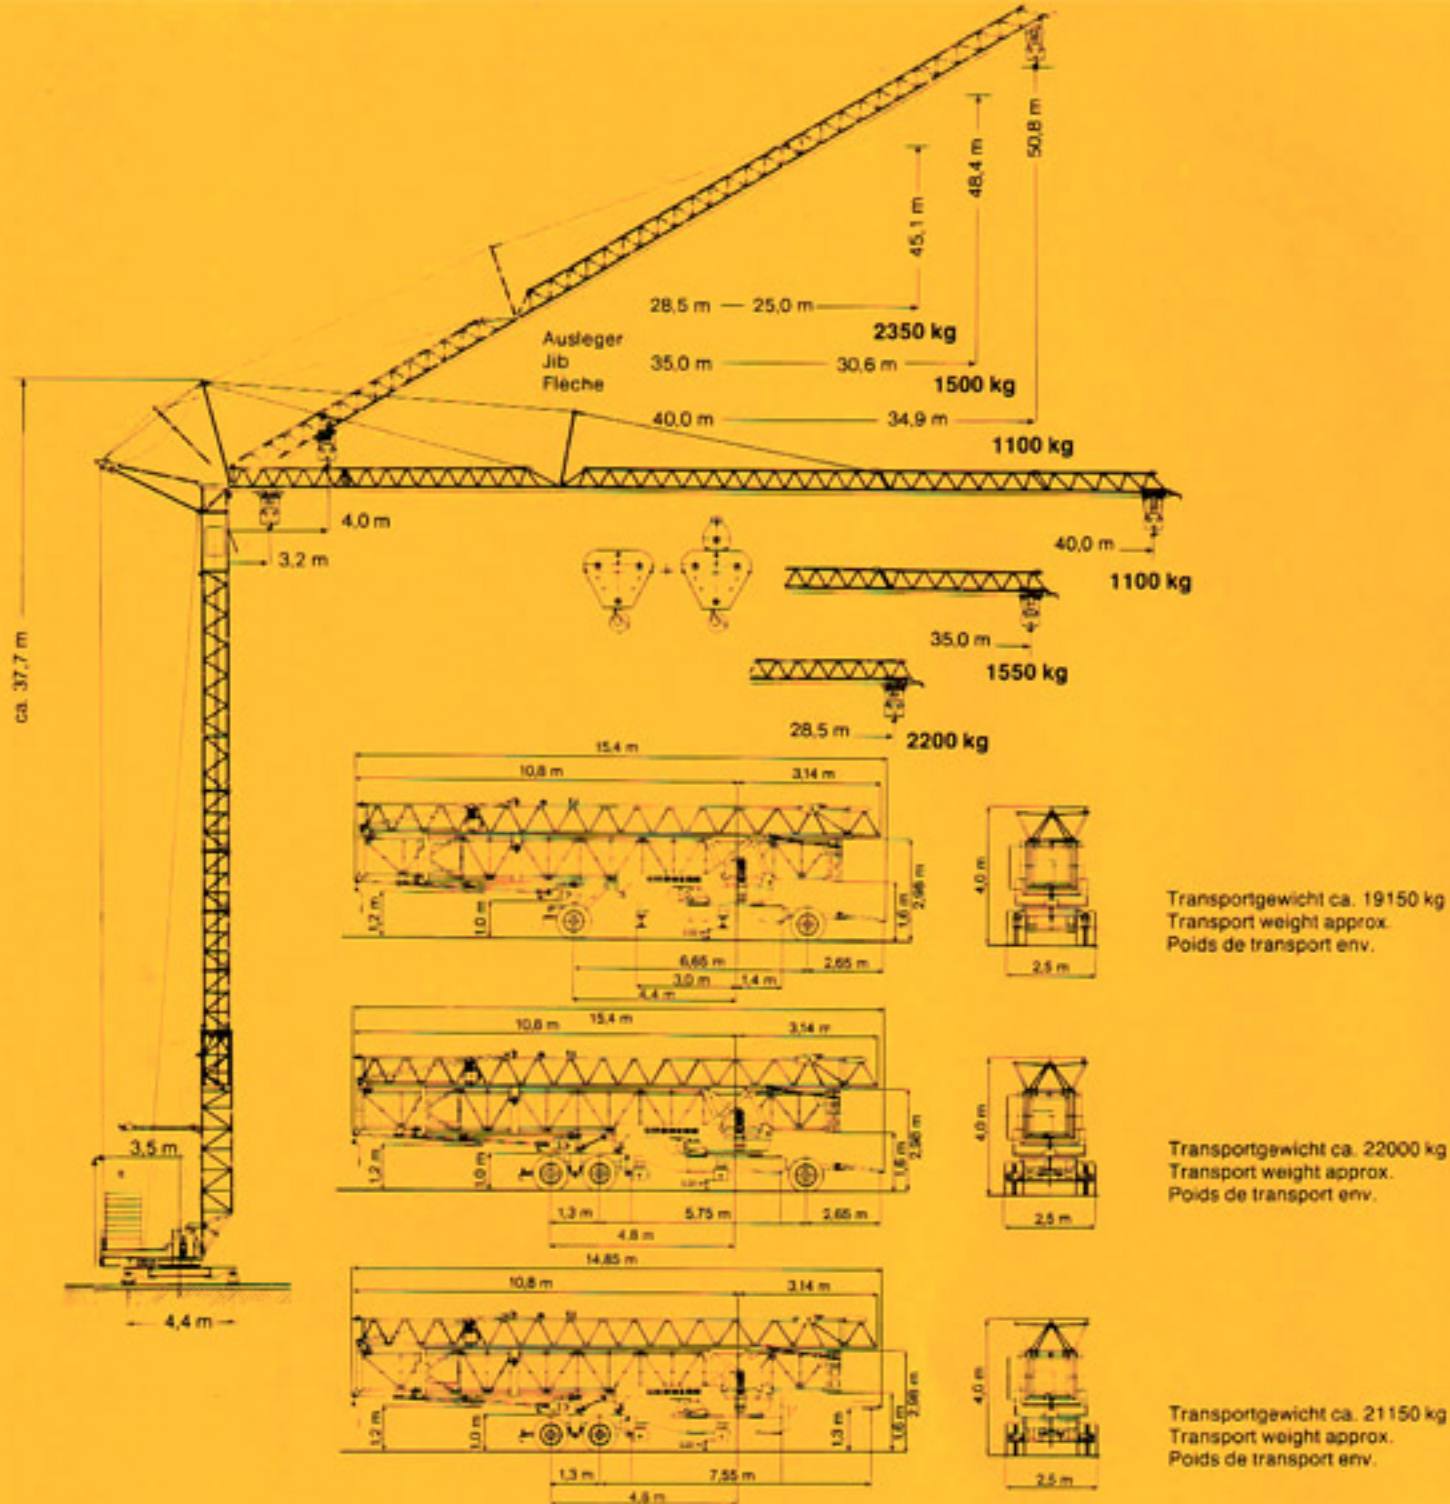 50,8 m
48,4 m
45,1 m
28,5 m 25,0 m
2350 kg
Ausleger
Jib
Flèche
35,0 m 30,6 m
1500 kg
40,0 m 34,9 m
1100 kg
ca. 37,7 m
4,0 m
3,2 m
+
40,0 m
1100 kg
35,0 m
1550 kg
28,5 m
2200 kg
3,5 m
4,4 m
15,4 m
10,8 m 3,14 m
1,2 m
1,0 m
1,6 m
2,98 m
6,65 m 2,65 m
3,0 m 1,4 m
4,4 m
4,0 m
2,5 m
Transportgewicht ca. 19150 kg
Transport weight approx.
Poids de transport env.
15,4 m
10,8 m 3,14 m
1,2 m
1,0 m
1,6 m
2,98 m
1,3 m 5,75 m 2,65 m
4,8 m
4,0 m
2,5 m
Transportgewicht ca. 22000 kg
Transport weight approx.
Poids de transport env.
14,85 m
10,8 m 3,14 m
1,2 m
1,0 m
1,3 m
1,6 m
2,98 m
1,3 m 7,55 m
4,8 m
4,0 m
2,5 m
Transportgewicht ca. 21150 kg
Transport weight approx.
Poids de transport env.